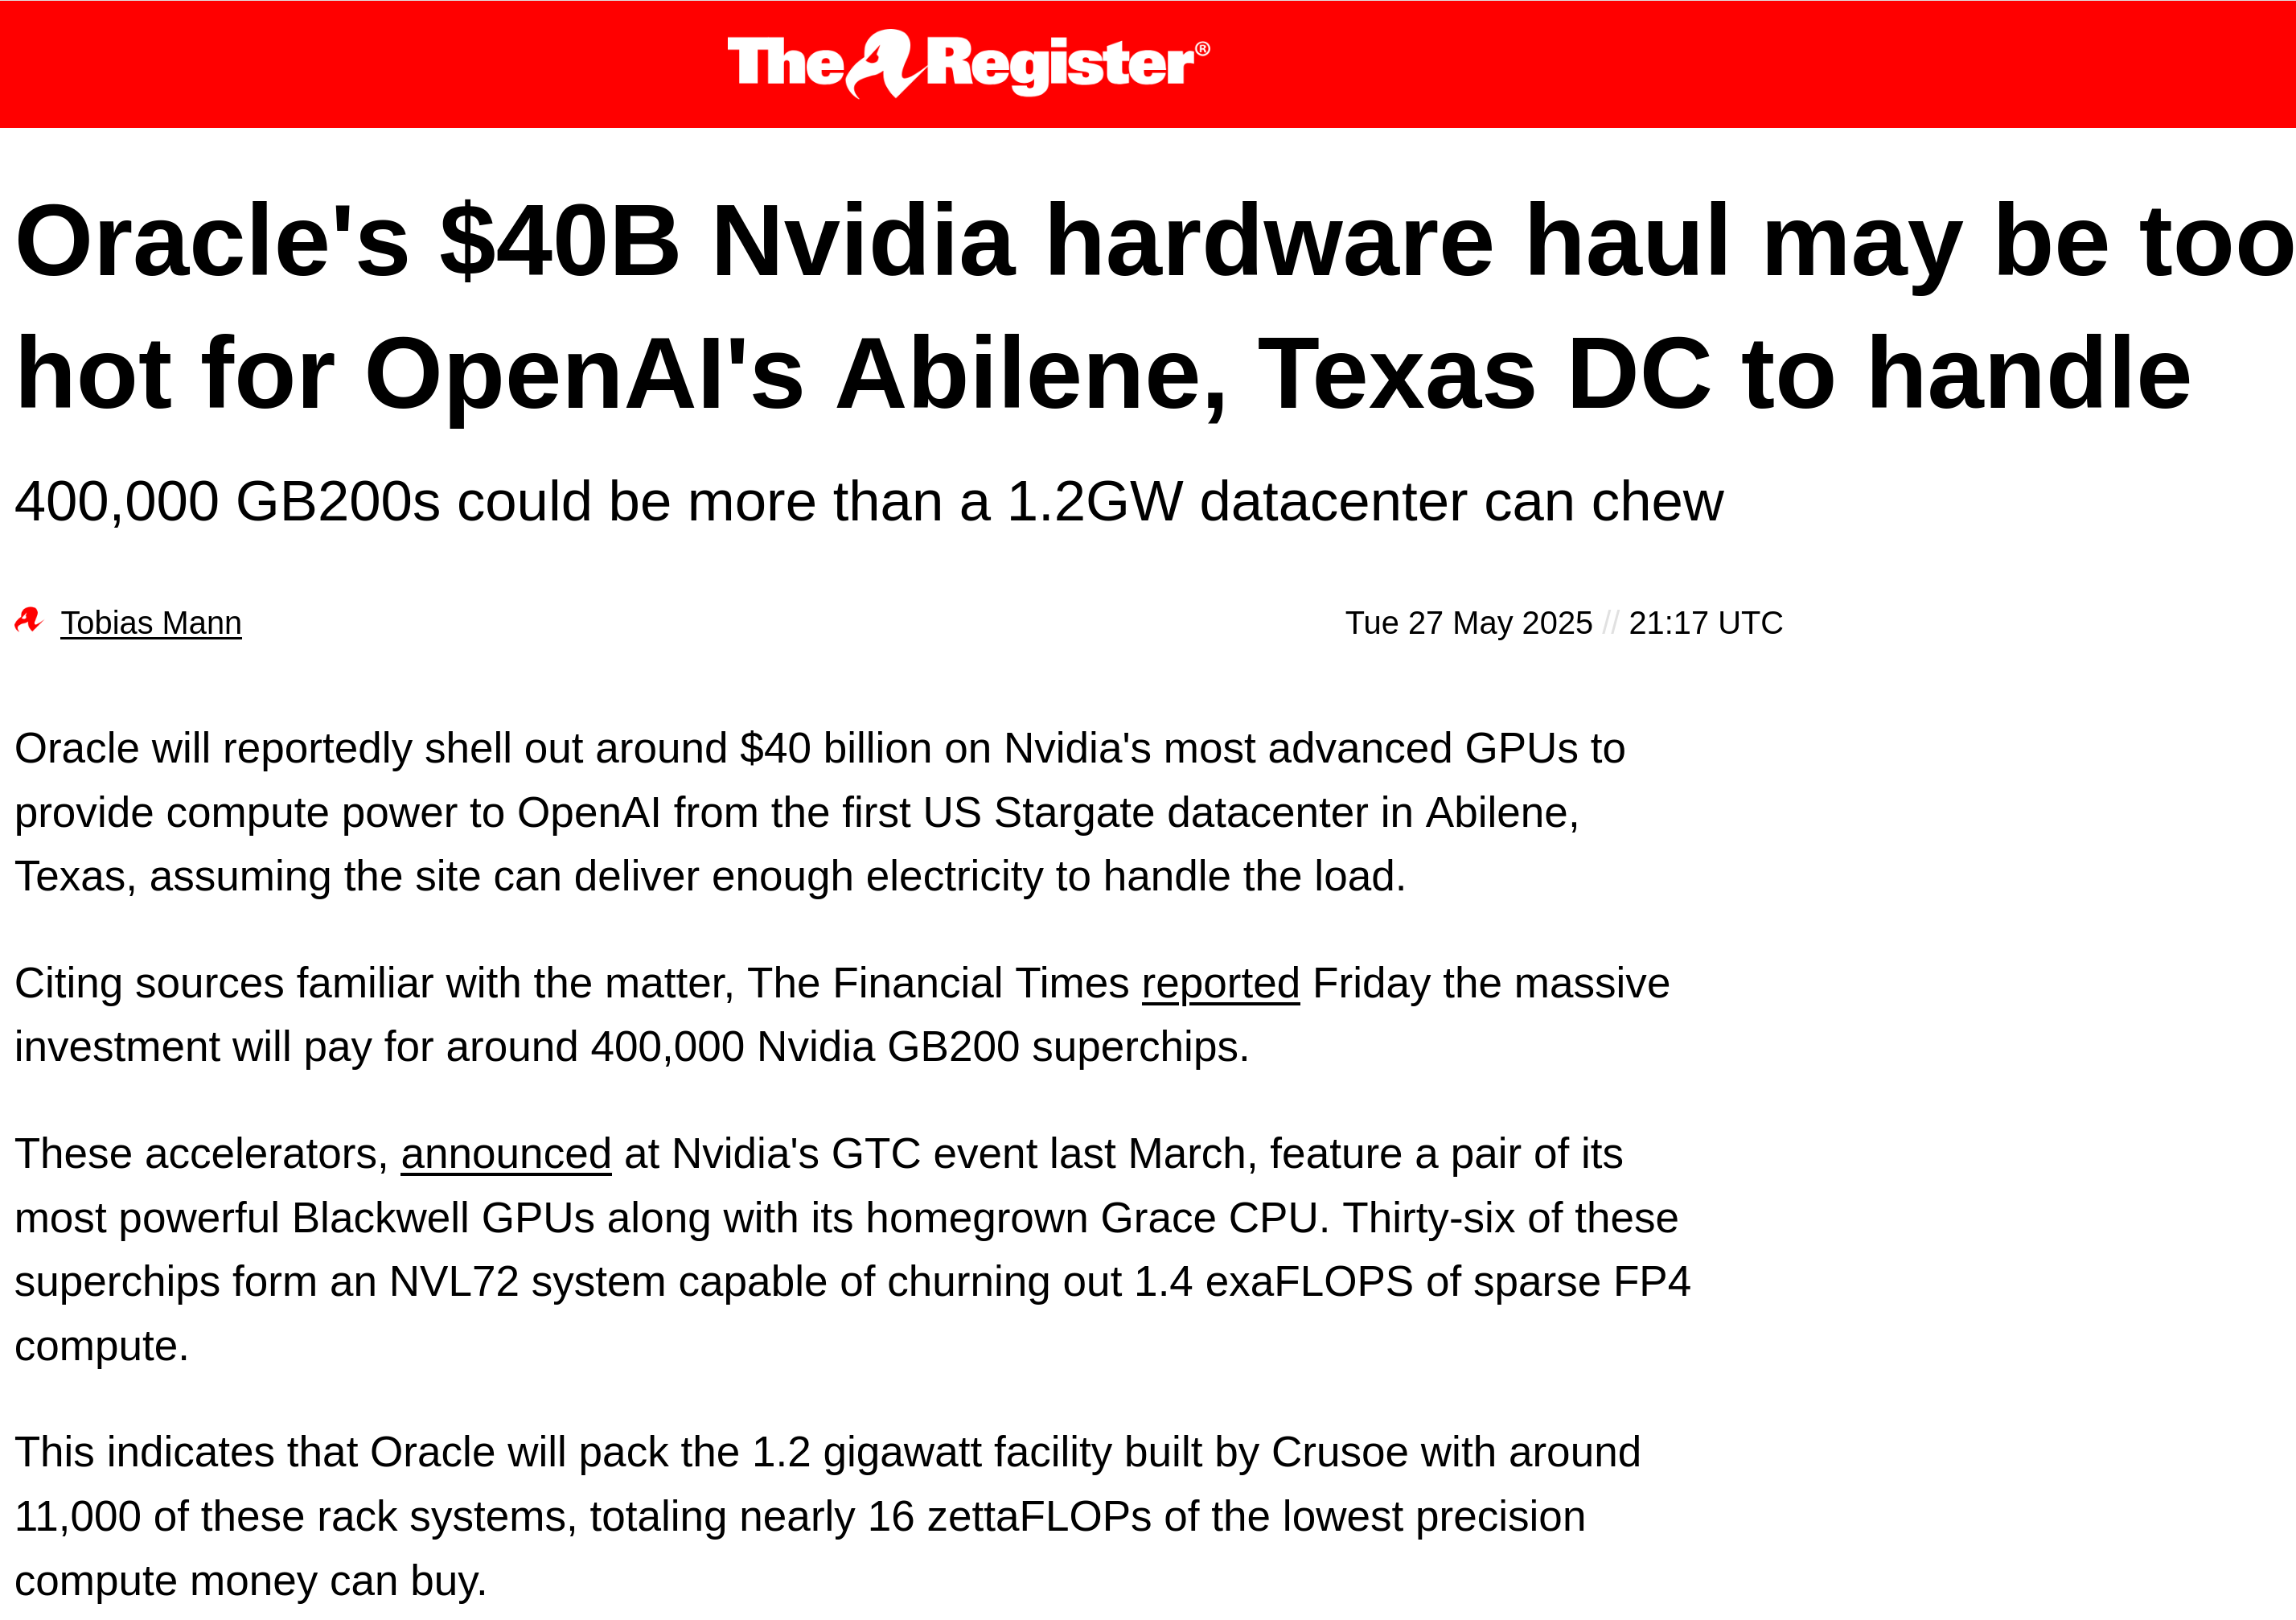 The Register®
Oracle's $40B Nvidia hardware haul may be too
hot for OpenAI's Abilene, Texas DC to handle
400,000 GB200s could be more than a 1.2GW datacenter can chew
Tobias Mann
Tue 27 May 2025 // 21:17 UTC
Oracle will reportedly shell out around $40 billion on Nvidia's most advanced GPUs to
provide compute power to OpenAI from the first US Stargate datacenter in Abilene,
Texas, assuming the site can deliver enough electricity to handle the load.
Citing sources familiar with the matter, The Financial Times reported Friday the massive
investment will pay for around 400,000 Nvidia GB200 superchips.
These accelerators, announced at Nvidia's GTC event last March, feature a pair of its
most powerful Blackwell GPUs along with its homegrown Grace CPU. Thirty-six of these
superchips form an NVL72 system capable of churning out 1.4 exaFLOPS of sparse FP4
compute.
This indicates that Oracle will pack the 1.2 gigawatt facility built by Crusoe with around
11,000 of these rack systems, totaling nearly 16 zettaFLOPs of the lowest precision
compute money can buy.